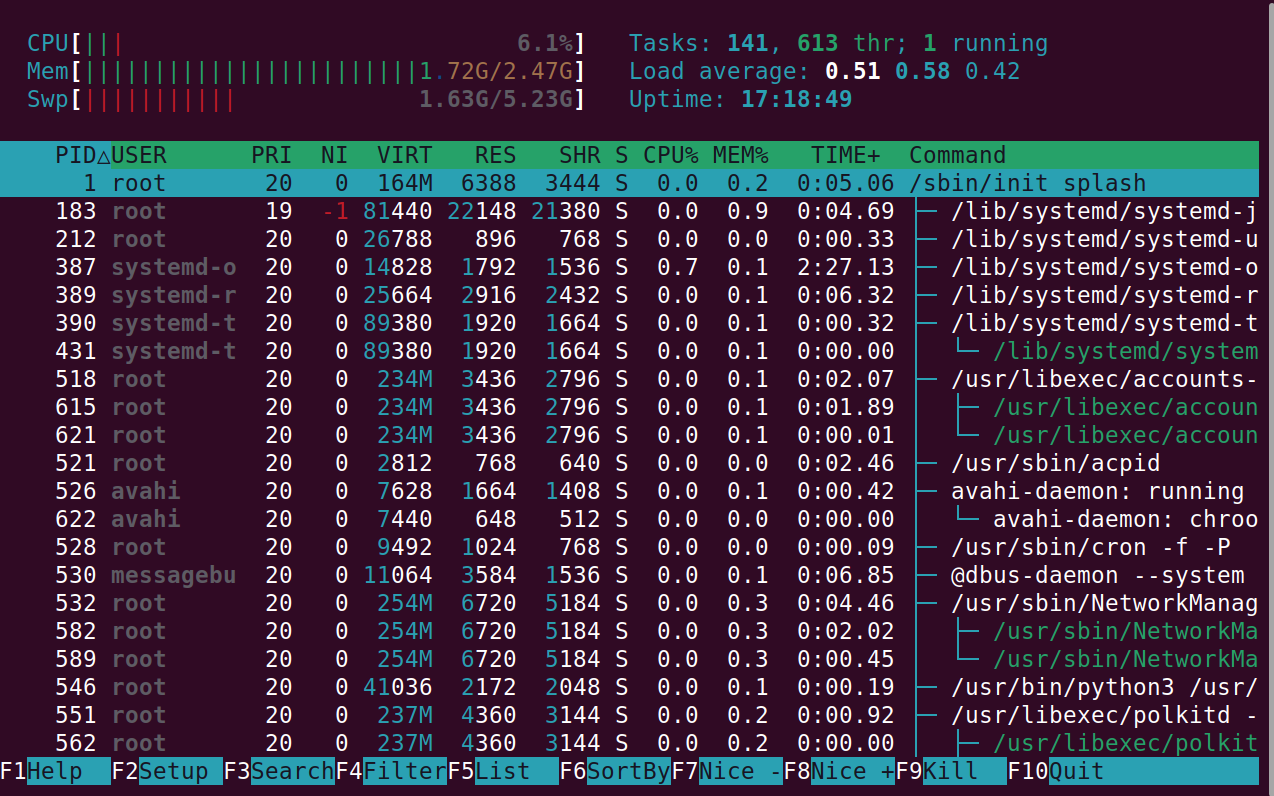 CPU[||| 6.1%] Tasks: 141, 613 thr; 1 running
Mem[||||||||||||||||||||||||1.72G/2.47G] Load average: 0.51 0.58 0.42
Swp[||||||||||| 1.63G/5.23G] Uptime: 17:18:49
PID△USER PRI NI VIRT RES SHR S CPU% MEM% TIME+ Command
1 root 20 0 164M 6388 3444 S 0.0 0.2 0:05.06 /sbin/init splash
183 root 19 -1 81440 22148 21380 S 0.0 0.9 0:04.69 ├─ /lib/systemd/systemd-j
212 root 20 0 26788 896 768 S 0.0 0.0 0:00.33 ├─ /lib/systemd/systemd-u
387 systemd-o 20 0 14828 1792 1536 S 0.7 0.1 2:27.13 ├─ /lib/systemd/systemd-o
389 systemd-r 20 0 25664 2916 2432 S 0.0 0.1 0:06.32 ├─ /lib/systemd/systemd-r
390 systemd-t 20 0 89380 1920 1664 S 0.0 0.1 0:00.32 ├─ /lib/systemd/systemd-t
431 systemd-t 20 0 89380 1920 1664 S 0.0 0.1 0:00.00 │ └─ /lib/systemd/system
518 root 20 0 234M 3436 2796 S 0.0 0.1 0:02.07 ├─ /usr/libexec/accounts-
615 root 20 0 234M 3436 2796 S 0.0 0.1 0:01.89 │ ├─ /usr/libexec/accoun
621 root 20 0 234M 3436 2796 S 0.0 0.1 0:00.01 │ └─ /usr/libexec/accoun
521 root 20 0 2812 768 640 S 0.0 0.0 0:02.46 ├─ /usr/sbin/acpid
526 avahi 20 0 7628 1664 1408 S 0.0 0.1 0:00.42 ├─ avahi-daemon: running
622 avahi 20 0 7440 648 512 S 0.0 0.0 0:00.00 │ └─ avahi-daemon: chroo
528 root 20 0 9492 1024 768 S 0.0 0.0 0:00.09 ├─ /usr/sbin/cron -f -P
530 messagebu 20 0 11064 3584 1536 S 0.0 0.1 0:06.85 ├─ @dbus-daemon --system
532 root 20 0 254M 6720 5184 S 0.0 0.3 0:04.46 ├─ /usr/sbin/NetworkManag
582 root 20 0 254M 6720 5184 S 0.0 0.3 0:02.02 │ ├─ /usr/sbin/NetworkMa
589 root 20 0 254M 6720 5184 S 0.0 0.3 0:00.45 │ └─ /usr/sbin/NetworkMa
546 root 20 0 41036 2172 2048 S 0.0 0.1 0:00.19 ├─ /usr/bin/python3 /usr/
551 root 20 0 237M 4360 3144 S 0.0 0.2 0:00.92 ├─ /usr/libexec/polkitd -
562 root 20 0 237M 4360 3144 S 0.0 0.2 0:00.00 │ ├─ /usr/libexec/polkit
F1Help F2Setup F3SearchF4FilterF5List F6SortByF7Nice -F8Nice +F9Kill F10Quit